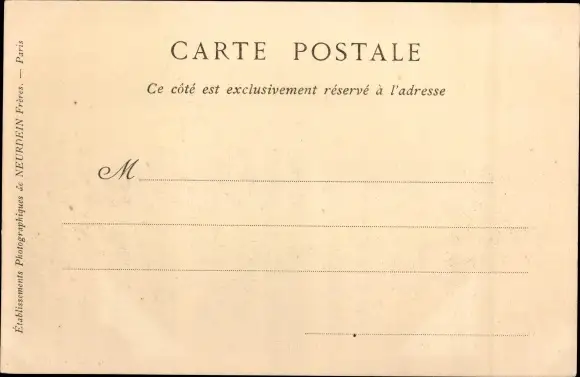 CARTE POSTALE
Ce côté est exclusivement réservé à l'adresse
M
Établissements Photographiques de NEURDEIN Frères. — Paris